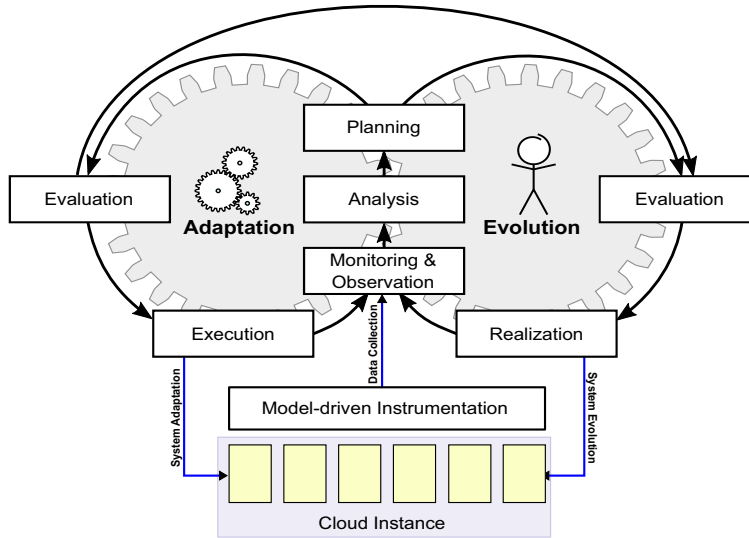 Planning
Evaluation
Analysis
Evaluation
Adaptation
Evolution
Monitoring &
Observation
Execution
Realization
Data Collection
System Adaptation
System Evolution
Model-driven Instrumentation
Cloud Instance